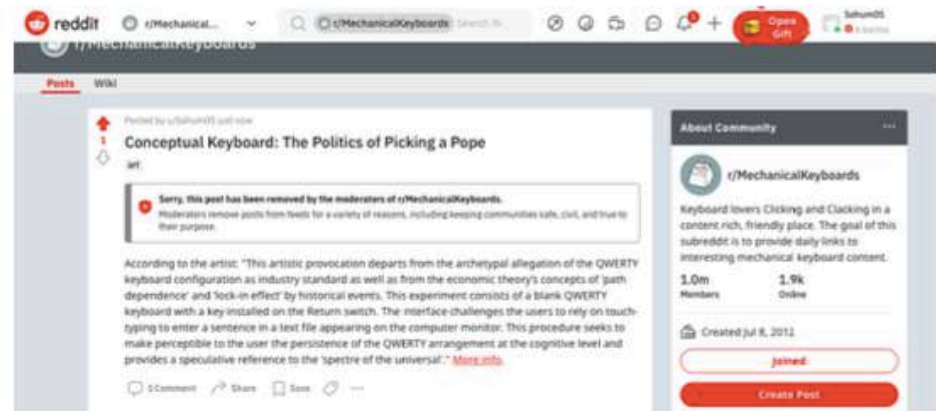 reddit
r/Mechanical...
r/MechanicalKeyboards
Open
Gift
Sahum05
r/MechanicalKeyboards
Posts Wiki
Posted by u/Sahum05 just now
1
Conceptual Keyboard: The Politics of Picking a Pope
art
Sorry, this post has been removed by the moderators of r/MechanicalKeyboards.
Moderators remove posts from feeds for a variety of reasons, including keeping communities safe, civil, and true to
their purpose.
According to the artist: "This artistic provocation departs from the archetypal allegation of the QWERTY
keyboard configuration as industry standard as well as from the economic theory's concepts of 'path
dependence' and 'lock-in effect' by historical events. This experiment consists of a blank QWERTY
keyboard with a key installed on the Return switch. The interface challenges the users to rely on touch-
typing to enter a sentence in a text file appearing on the computer monitor. This procedure seeks to
make perceptible to the user the persistence of the QWERTY arrangement at the cognitive level and
provides a speculative reference to the 'spectre of the universal'." More info.
Comment Share Save
About Community
r/MechanicalKeyboards
Keyboard lovers Clicking and Clacking in a
content rich, friendly place. The goal of this
subreddit is to provide daily links to
interesting mechanical keyboard content.
1.0m 1.9k
Members Online
Created Jul 8, 2012
Joined
Create Post